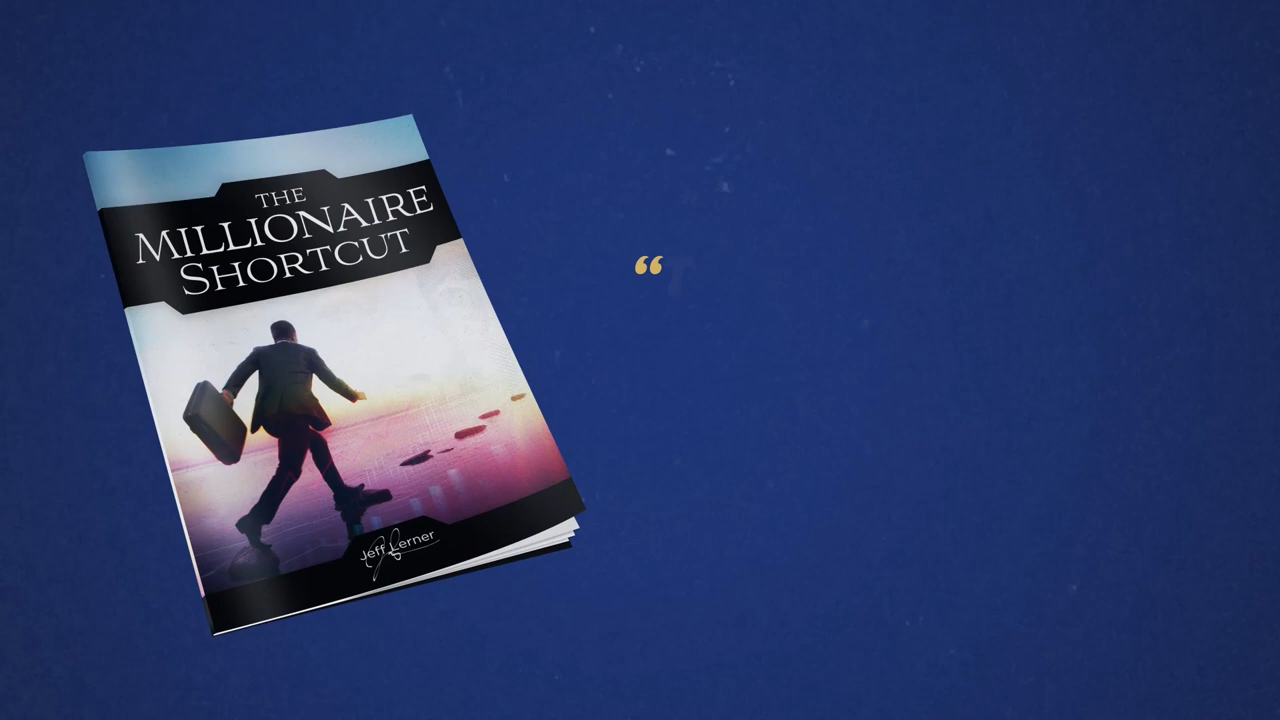 THE
MILLIONAIRE
SHORTCUT
Jeff Lerner
“